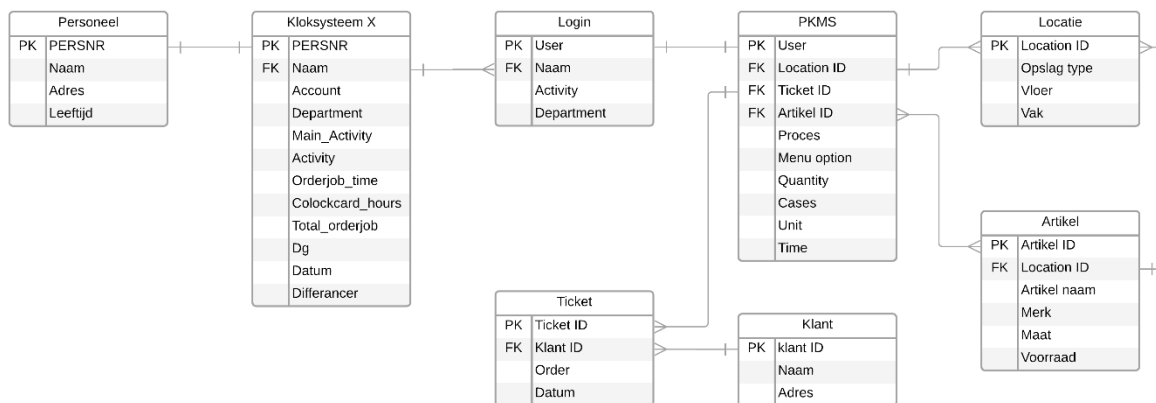 Personeel
PK PERSNR
Naam
Adres
Leeftijd
Kloksysteem X
PK PERSNR
FK Naam
Account
Department
Main_Activity
Activity
Orderjob_time
Colockcard_hours
Total_orderjob
Dg
Datum
Differancer
Login
PK User
FK Naam
Activity
Department
PKMS
PK User
FK Location ID
FK Ticket ID
FK Artikel ID
Proces
Menu option
Quantity
Cases
Unit
Time
Locatie
PK Location ID
Opslag type
Vloer
Vak
Artikel
PK Artikel ID
FK Location ID
Artikel naam
Merk
Maat
Voorraad
Ticket
PK Ticket ID
FK Klant ID
Order
Datum
Klant
PK klant ID
Naam
Adres